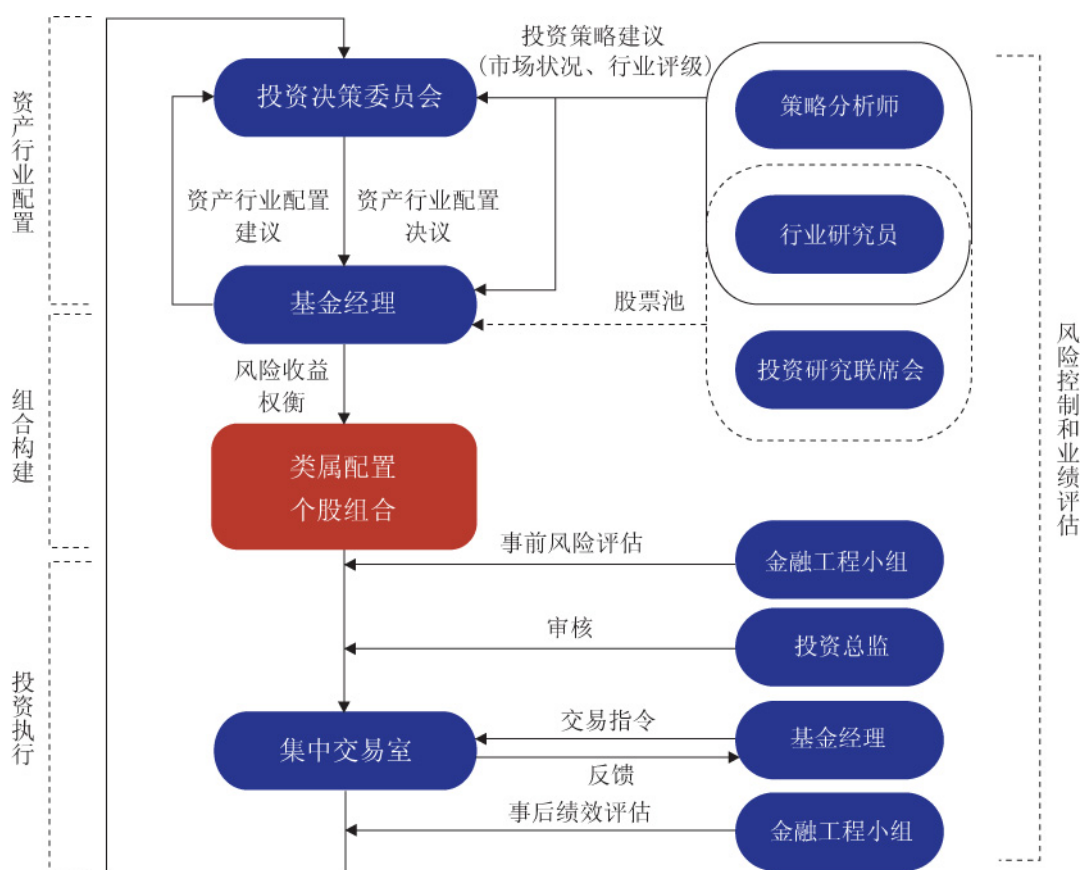 投资策略建议
(市场状况、行业评级)
投资决策委员会
策略分析师
资产行业配置
资产行业配置
建议
资产行业配置
决议
行业研究员
基金经理
股票池
投资研究联席会
风险收益
权衡
组合构建
类属配置
个股组合
风险控制和业绩评估
事前风险评估
金融工程小组
审核
投资总监
投资执行
集中交易室
交易指令
基金经理
反馈
事后绩效评估
金融工程小组